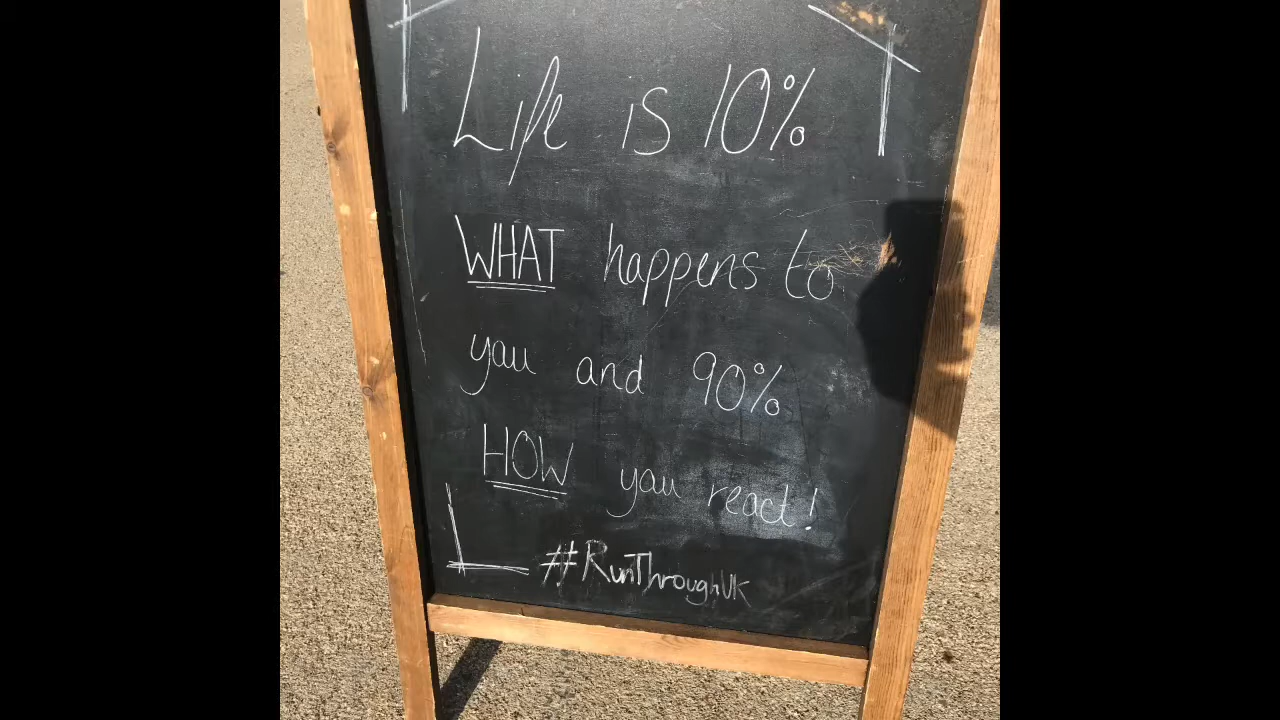 Life is 10%
WHAT happens to
you and 90%
HOW you react!
#RunThroughUk